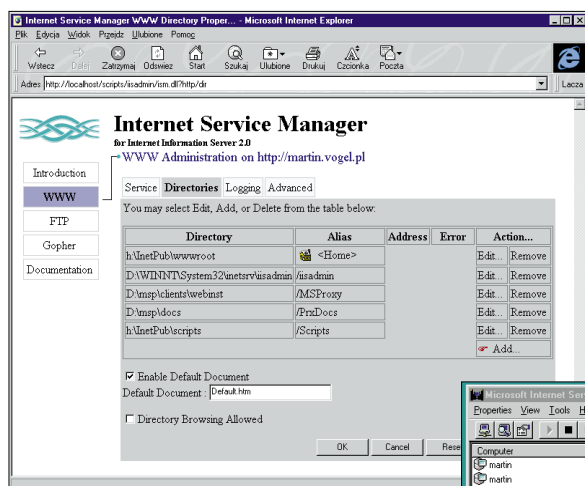 Internet Service Manager WWW Directory Proper... - Microsoft Internet Explorer
Plik Edycja Widok Przejdz Ulubione Pomoc
Wstecz Dalej Zatrzymaj Odswiez Start Szukaj Ulubione Drukuj Czcionka Poczta
Adres http://localhost/scripts/iisadmin/ism.dll?http/dir Lacza
Internet Service Manager
for Internet Information Server 2.0
WWW Administration on http://martin.vogel.pl
Introduction
WWW
FTP
Gopher
Documentation
Service Directories Logging Advanced
You may select Edit, Add, or Delete from the table below:
Directory Alias Address Error Action...
h:\InetPub\wwwroot <Home> Edit... Remove
D:\WINNT\System32\inetsrv\iisadmin /iisadmin Edit... Remove
D:\msp\clients\webinst /MSProxy Edit... Remove
D:\msp\docs /PrxDocs Edit... Remove
h:\InetPub\scripts /Scripts Edit... Remove
Add...
Enable Default Document
Default Document : Default.htm
Directory Browsing Allowed
OK Cancel Rese
Microsoft Internet Ser
Properties View Tools H
Computer
martin
martin